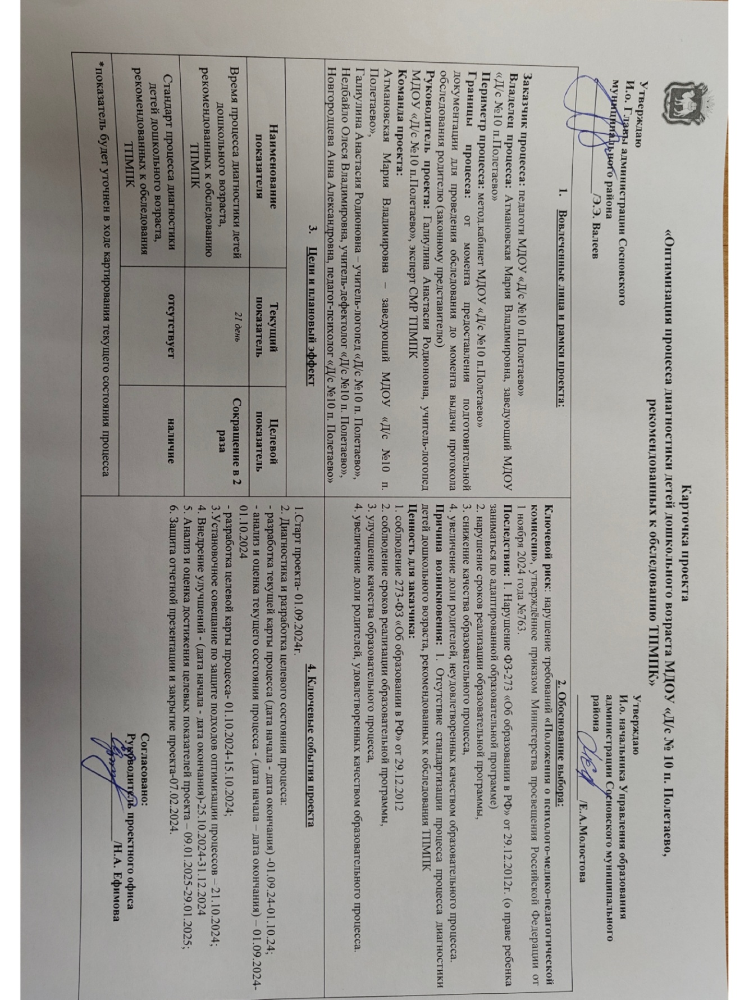 Карточка проекта
«Оптимизация процесса диагностики детей дошкольного возраста МДОУ «Д/с № 10 п. Полетаево,
рекомендованных к обследованию ТПМПК»
Утверждаю
И.о. Главы администрации Сосновского
муниципального района
/Э.Э. Валеев
Утверждаю
И.о. начальника Управления образования
администрации Сосновского муниципального
района
/Е.А.Молостова
1. Вовлеченные лица и рамки проекта:
Заказчик процесса: педагоги МДОУ «Д/с №10 п.Полетаево»
Владелец процесса: Атмановская Мария Владимировна, заведующий МДОУ
«Д/с №10 п.Полетаево»
Периметр процесса: метод.кабинет МДОУ «Д/с №10 п.Полетаево»
Границы процесса: от момента предоставления подготовительной
документации для проведения обследования до момента выдачи протокола
обследования родителю (законному представителю)
Руководитель проекта: Галиулина Анастасия Родионовна, учитель-логопед
МДОУ «Д/с №10 п.Полетаево», эксперт СМР ТПМПК
Команда проекта:
Атмановская Мария Владимировна – заведующий МДОУ «Д/с №10 п.
Полетаево»,
Галиулина Анастасия Родионовна – учитель-логопед «Д/с №10 п. Полетаево»,
Недбайло Олеся Владимировна, учитель-дефектолог «Д/с №10 п. Полетаево»,
Новгородцева Анна Александровна, педагог-психолог «Д/с №10 п. Полетаево»
2. Обоснование выбора:
Ключевой риск: нарушение требований «Положения о психолого-медико-педагогической
комиссии», утверждённое приказом Министерства просвещения Российской Федерации от
1 ноября 2024 года №763.
Последствия: 1. Нарушение ФЗ-273 «Об образовании в РФ» от 29.12.2012г. (о праве ребенка
заниматься по адаптированной образовательной программе)
2. нарушение сроков реализации образовательной программы,
3. снижение качества образовательного процесса,
4. увеличение доли родителей, неудовлетворенных качеством образовательного процесса.
Причина возникновения: 1. Отсутствие стандартизации процесса процесса диагностики
детей дошкольного возраста, рекомендованных к обследования ТПМПК
Ценность для заказчика:
1. соблюдение 273-ФЗ «Об образовании в РФ» от 29.12.2012
2. соблюдение сроков реализации образовательной программы,
3. улучшение качества образовательного процесса,
4. увеличение доли родителей, удовлетворенных качеством образовательного процесса.
3. Цели и плановый эффект
Наименование
показателя
Текущий
показатель
Целевой
показатель
Время процесса диагностики детей
дошкольного возраста,
рекомендованных к обследованию
ТПМПК
21 день
Сокращение в 2
раза
Стандарт процесса диагностики
детей дошкольного возраста,
рекомендованных к обследования
ТПМПК
отсутствует
наличие
*показатель будет уточнен в ходе картирования текущего состояния процесса
4. Ключевые события проекта
1.Старт проекта- 01.09.2024г.
2. Диагностика и разработка целевого состояния процесса:
- разработка текущей карты процесса (дата начала - дата окончания) -01.09.24-01.10.24;
- анализ и оценка текущего состояния процесса - (дата начала – дата окончания) – 01.09.2024-
01.10.2024
- разработка целевой карты процесса- 01.10.2024-15.10.2024;
3.Установочное совещание по защите подходов оптимизации процессов – 21.10.2024;
4. Внедрение улучшений - (дата начала - дата окончания)-25.10.2024-31.12.2024
5. Анализ и оценка достижения целевых показателей проекта – 09.01.2025-29.01.2025;
6. Защита отчетной презентации и закрытие проекта-07.02.2024.
Согласовано:
Руководитель проектного офиса
/Н.А. Ефимова